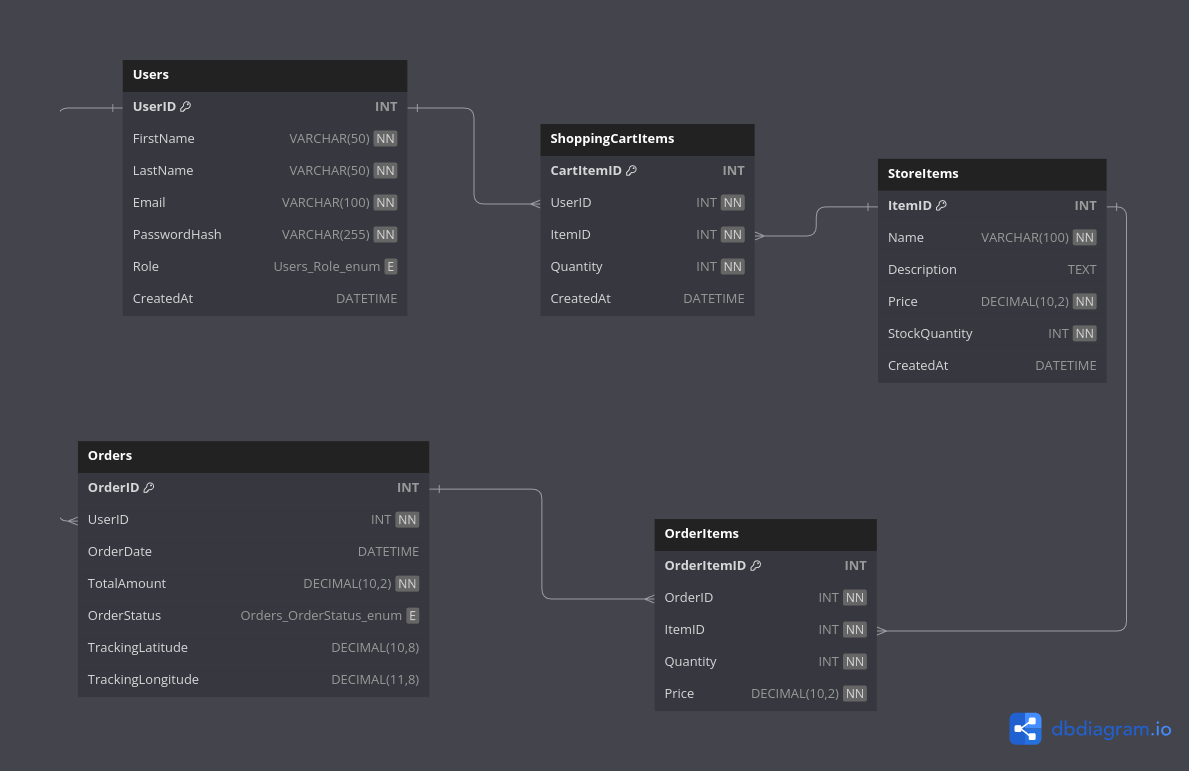 Users
UserID INT
FirstName VARCHAR(50) NN
LastName VARCHAR(50) NN
Email VARCHAR(100) NN
PasswordHash VARCHAR(255) NN
Role Users_Role_enum E
CreatedAt DATETIME
ShoppingCartItems
CartItemID INT
UserID INT NN
ItemID INT NN
Quantity INT NN
CreatedAt DATETIME
StoreItems
ItemID INT
Name VARCHAR(100) NN
Description TEXT
Price DECIMAL(10,2) NN
StockQuantity INT NN
CreatedAt DATETIME
Orders
OrderID INT
UserID INT NN
OrderDate DATETIME
TotalAmount DECIMAL(10,2) NN
OrderStatus Orders_OrderStatus_enum E
TrackingLatitude DECIMAL(10,8)
TrackingLongitude DECIMAL(11,8)
OrderItems
OrderItemID INT
OrderID INT NN
ItemID INT NN
Quantity INT NN
Price DECIMAL(10,2) NN
dbdiagram.io